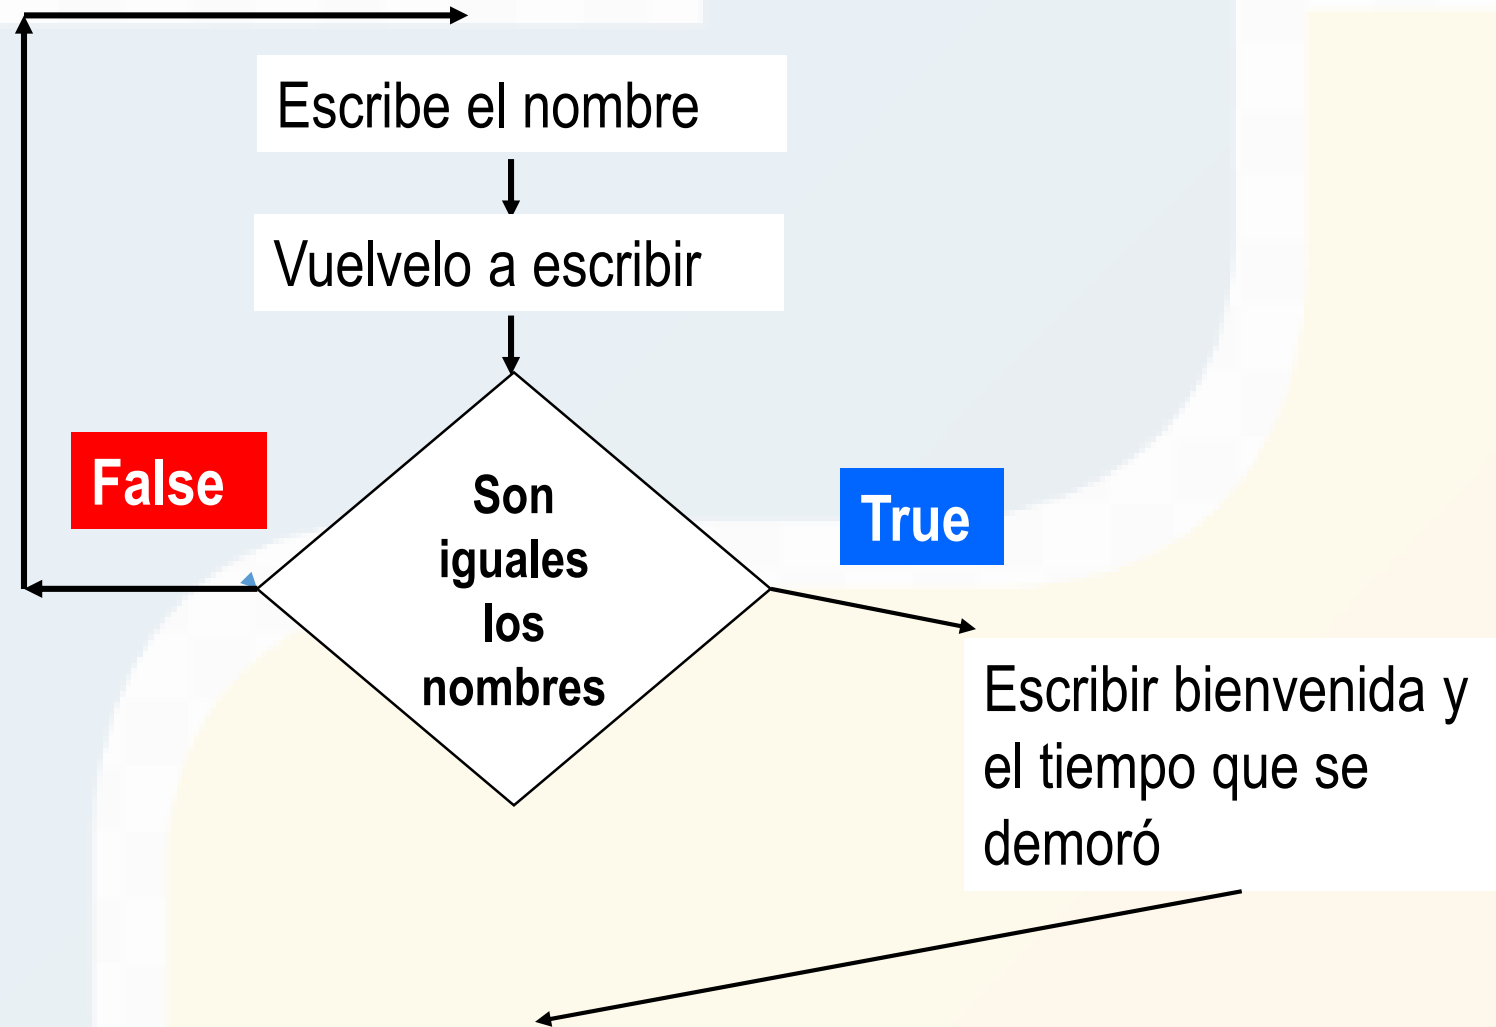 Escribe el nombre
Vuelvelo a escribir
False
Son
iguales
los
nombres
True
Escribir bienvenida y
el tiempo que se
demoró